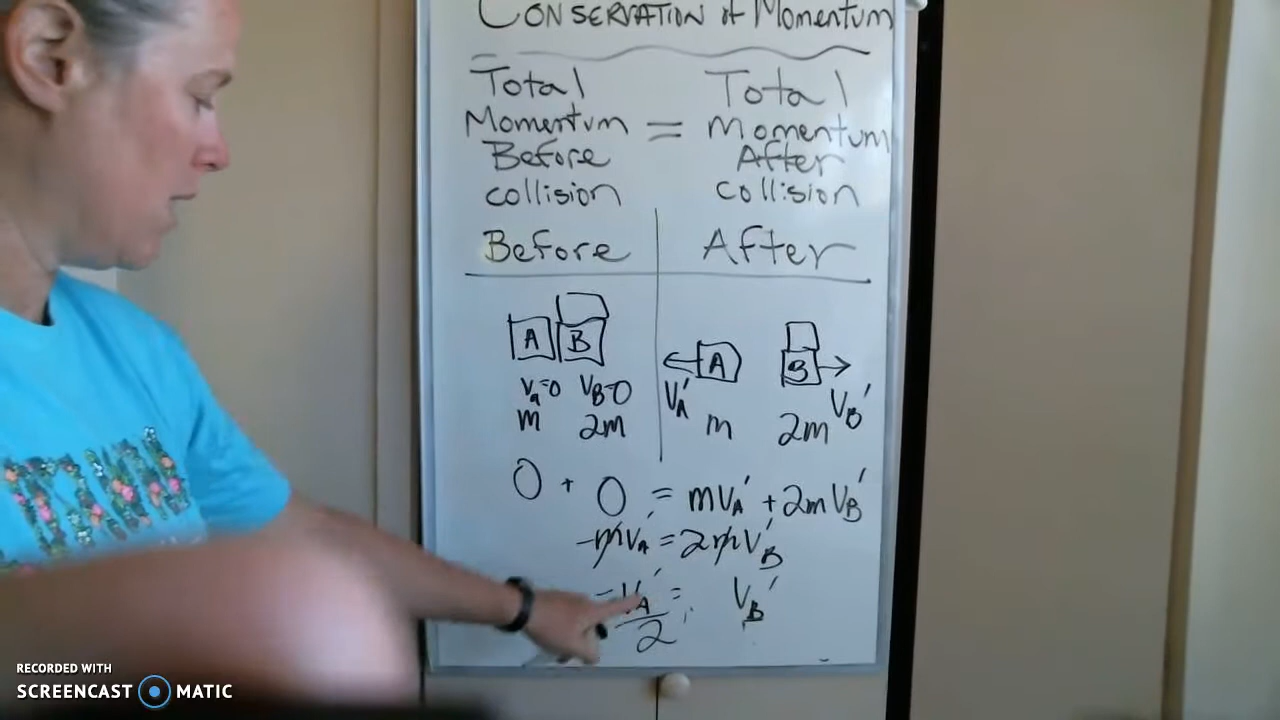 CONSERVATION of Momentum
Total Total
Momentum = Momentum
Before After
collision collision
Before After
A B A B
Va=0 VB=0 VA' VB'
m 2m m 2m
0 + 0 = mVA' + 2mVB'
-mVA' = 2mVB'
-VA'/2 = VB'
RECORDED WITH
SCREENCAST MATIC